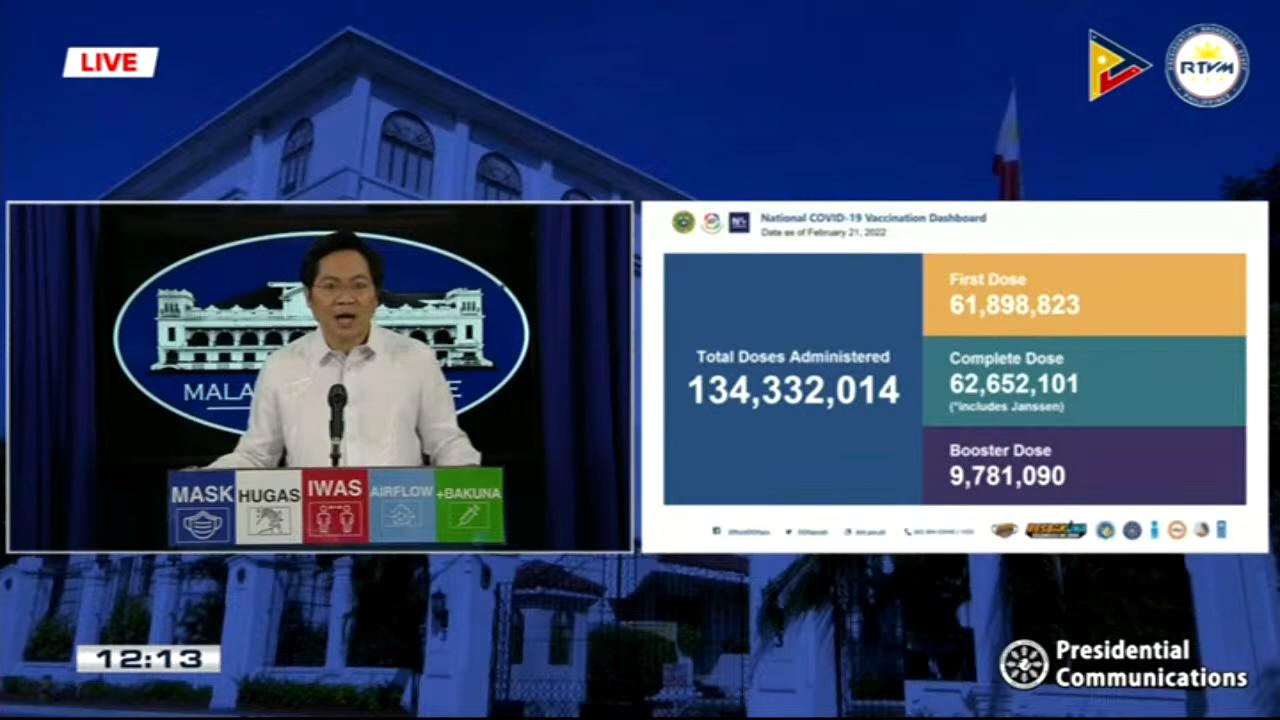 LIVE
RTVM
National COVID-19 Vaccination Dashboard
Data as of February 21, 2022
First Dose
61,898,823
Total Doses Administered
134,332,014
Complete Dose
62,652,101
(*includes Janssen)
Booster Dose
9,781,090
MALA
E
MASK
HUGAS
IWAS
AIRFLOW
+BAKUNA
12:13
Presidential
Communications